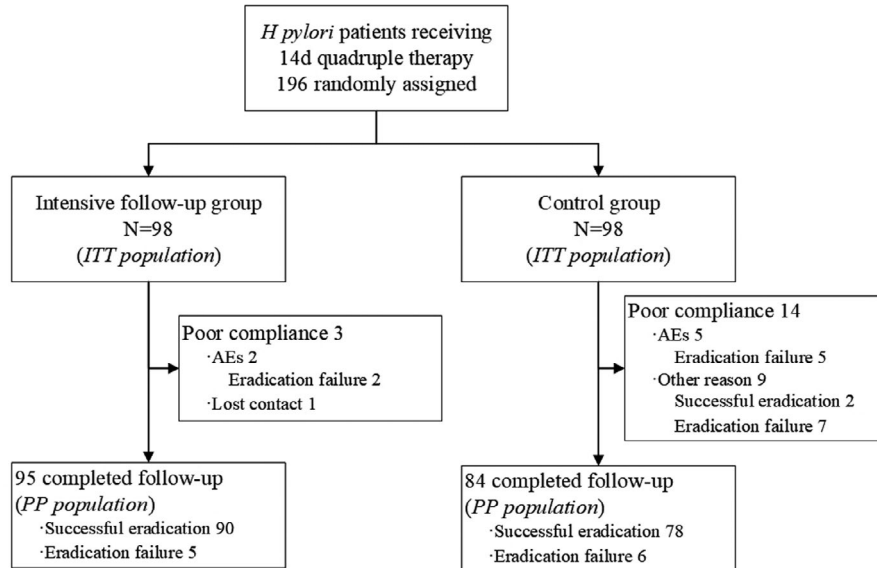 H pylori patients receiving
14d quadruple therapy
196 randomly assigned
Intensive follow-up group
N=98
(ITT population)
Control group
N=98
(ITT population)
Poor compliance 3
·AEs 2
Eradication failure 2
·Lost contact 1
Poor compliance 14
·AEs 5
Eradication failure 5
·Other reason 9
Successful eradication 2
Eradication failure 7
95 completed follow-up
(PP population)
·Successful eradication 90
·Eradication failure 5
84 completed follow-up
(PP population)
·Successful eradication 78
·Eradication failure 6